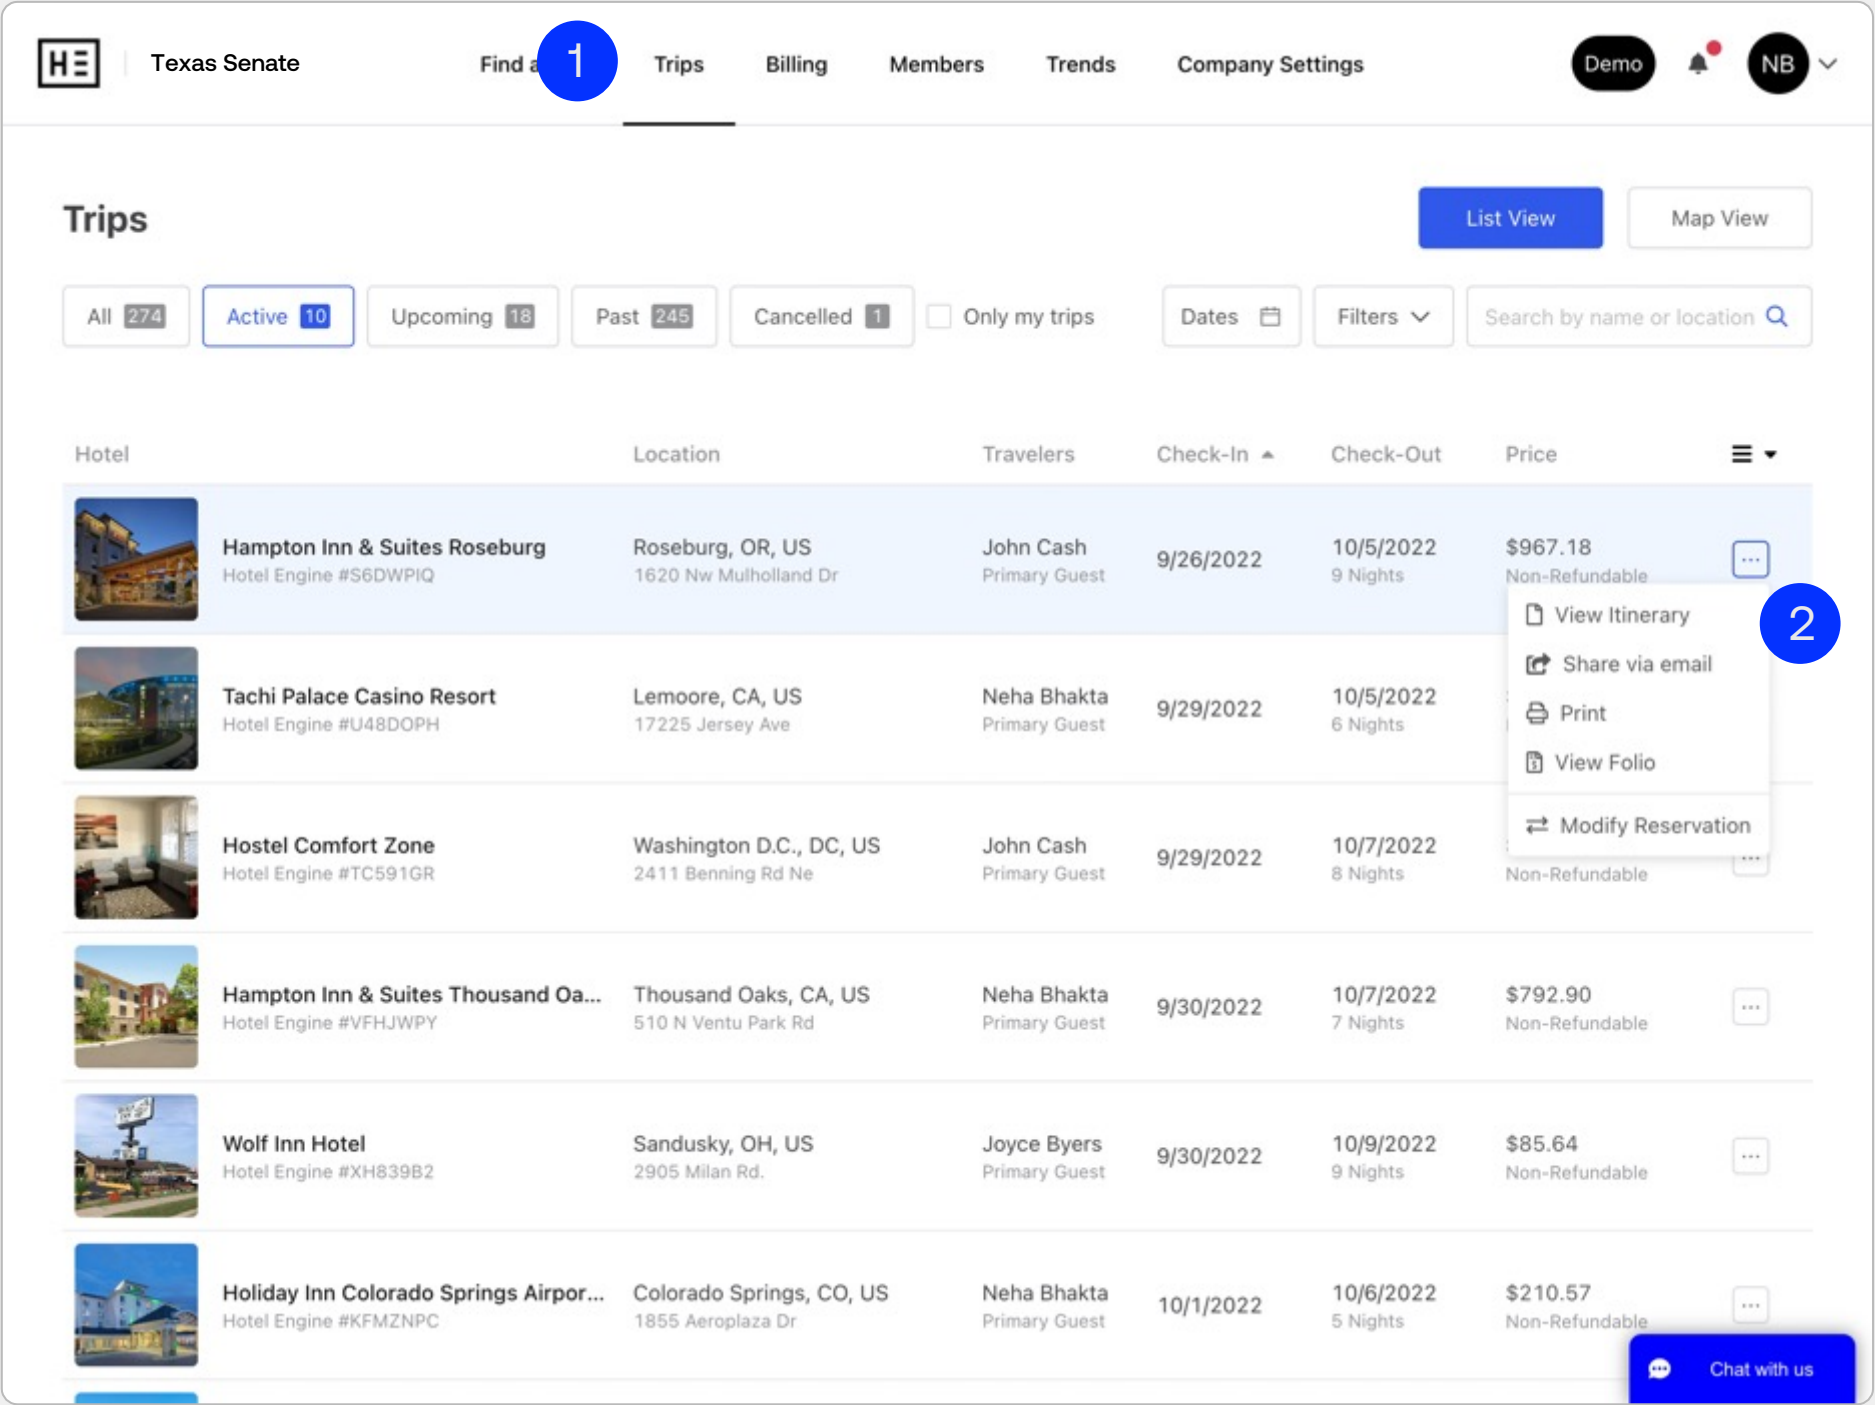 HE
Texas Senate
Find a
1
Trips
Billing
Members
Trends
Company Settings
Demo
NB
Trips
List View
Map View
All 274
Active 10
Upcoming 18
Past 245
Cancelled 1
Only my trips
Dates
Filters
Search by name or location
Hotel
Location
Travelers
Check-In
Check-Out
Price
Hampton Inn & Suites Roseburg
Hotel Engine #S6DWPIQ
Roseburg, OR, US
1620 Nw Mulholland Dr
John Cash
Primary Guest
9/26/2022
10/5/2022
9 Nights
$967.18
Non-Refundable
View Itinerary
2
Share via email
Print
View Folio
Modify Reservation
Tachi Palace Casino Resort
Hotel Engine #U48DOPH
Lemoore, CA, US
17225 Jersey Ave
Neha Bhakta
Primary Guest
9/29/2022
10/5/2022
6 Nights
Hostel Comfort Zone
Hotel Engine #TC591GR
Washington D.C., DC, US
2411 Benning Rd Ne
John Cash
Primary Guest
9/29/2022
10/7/2022
8 Nights
Non-Refundable
Hampton Inn & Suites Thousand Oa...
Hotel Engine #VFHJWPY
Thousand Oaks, CA, US
510 N Ventu Park Rd
Neha Bhakta
Primary Guest
9/30/2022
10/7/2022
7 Nights
$792.90
Non-Refundable
Wolf Inn Hotel
Hotel Engine #XH839B2
Sandusky, OH, US
2905 Milan Rd.
Joyce Byers
Primary Guest
9/30/2022
10/9/2022
9 Nights
$85.64
Non-Refundable
Holiday Inn Colorado Springs Airpor...
Hotel Engine #KFMZNPC
Colorado Springs, CO, US
1855 Aeroplaza Dr
Neha Bhakta
Primary Guest
10/1/2022
10/6/2022
5 Nights
$210.57
Non-Refundable
Chat with us